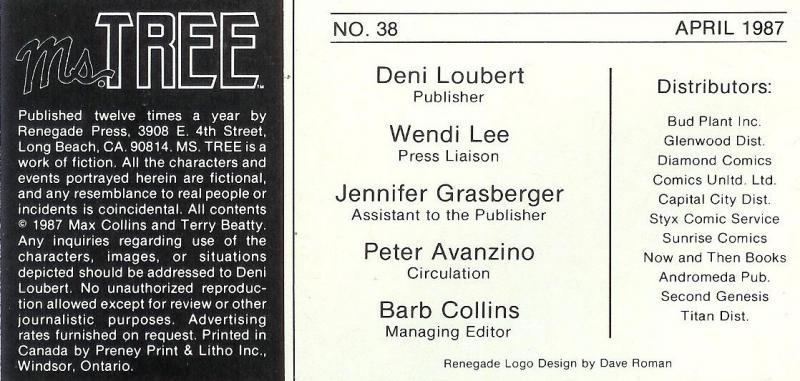 Ms. TREE™
Published twelve times a year by
Renegade Press, 3908 E. 4th Street,
Long Beach, CA. 90814. MS. TREE is a
work of fiction. All the characters and
events portrayed herein are fictional,
and any resemblance to real people or
incidents is coincidental. All contents
© 1987 Max Collins and Terry Beatty.
Any inquiries regarding use of the
characters, images, or situations
depicted should be addressed to Deni
Loubert. No unauthorized reproduc-
tion allowed except for review or other
journalistic purposes. Advertising
rates furnished on request. Printed in
Canada by Preney Print & Litho Inc.,
Windsor, Ontario.
NO. 38 APRIL 1987
Deni Loubert
Publisher
Wendi Lee
Press Liaison
Jennifer Grasberger
Assistant to the Publisher
Peter Avanzino
Circulation
Barb Collins
Managing Editor
Distributors:
Bud Plant Inc.
Glenwood Dist.
Diamond Comics
Comics Unltd. Ltd.
Capital City Dist.
Styx Comic Service
Sunrise Comics
Now and Then Books
Andromeda Pub.
Second Genesis
Titan Dist.
Renegade Logo Design by Dave Roman